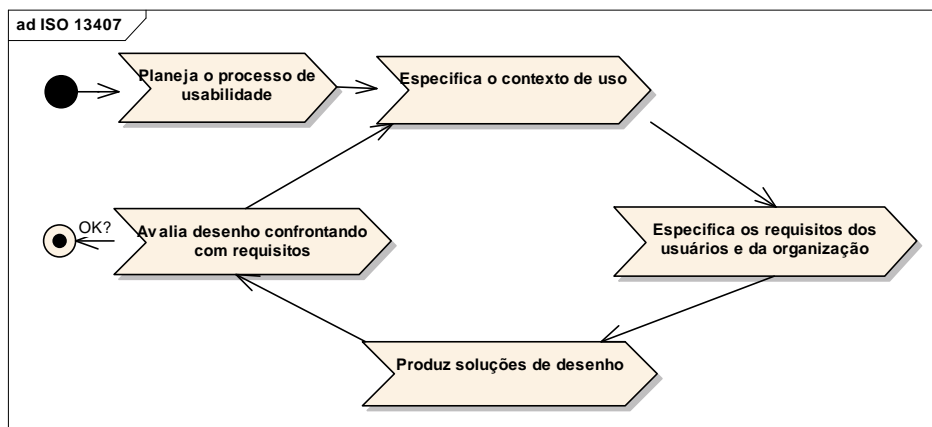 ad ISO 13407
Planeja o processo de
usabilidade
Especifica o contexto de uso
OK?
Avalia desenho confrontando
com requisitos
Especifica os requisitos dos
usuários e da organização
Produz soluções de desenho